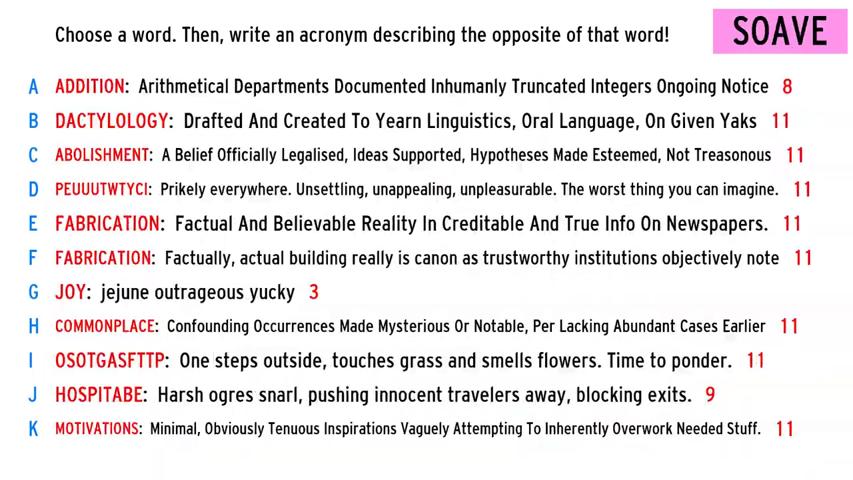 Choose a word. Then, write an acronym describing the opposite of that word!
SOAVE
A ADDITION: Arithmetical Departments Documented Inhumanly Truncated Integers Ongoing Notice 8
B DACTYLOLOGY: Drafted And Created To Yearn Linguistics, Oral Language, On Given Yaks 11
C ABOLISHMENT: A Belief Officially Legalised, Ideas Supported, Hypotheses Made Esteemed, Not Treasonous 11
D PEUUUTWTYCI: Prikely everywhere. Unsettling, unappealing, unpleasurable. The worst thing you can imagine. 11
E FABRICATION: Factual And Believable Reality In Creditable And True Info On Newspapers. 11
F FABRICATION: Factually, actual building really is canon as trustworthy institutions objectively note 11
G JOY: jejune outrageous yucky 3
H COMMONPLACE: Confounding Occurrences Made Mysterious Or Notable, Per Lacking Abundant Cases Earlier 11
I OSOTGASFTTP: One steps outside, touches grass and smells flowers. Time to ponder. 11
J HOSPITABE: Harsh ogres snarl, pushing innocent travelers away, blocking exits. 9
K MOTIVATIONS: Minimal, Obviously Tenuous Inspirations Vaguely Attempting To Inherently Overwork Needed Stuff. 11